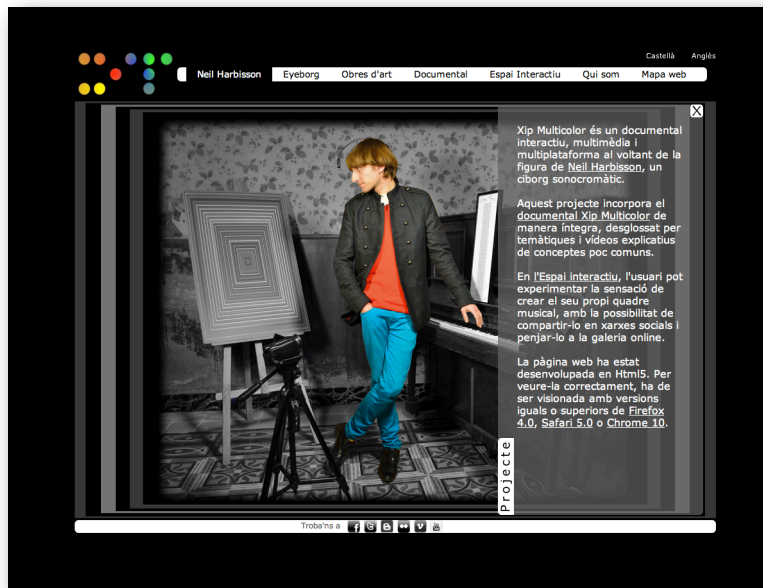 Castellà Anglès
Neil Harbisson Eyeborg Obres d'art Documental Espai Interactiu Qui som Mapa web
X
Xip Multicolor és un documental
interactiu, multimèdia i
multiplataforma al voltant de la
figura de Neil Harbisson, un
ciborg sonocromàtic.
Aquest projecte incorpora el
documental Xip Multicolor de
manera íntegra, desglossat per
temàtiques i vídeos explicatius
de conceptes poc comuns.
En l'Espai interactiu, l'usuari pot
experimentar la sensació de
crear el seu propi quadre
musical, amb la possibilitat de
compartir-lo en xarxes socials i
penjar-lo a la galeria online.
La pàgina web ha estat
desenvolupada en Html5. Per
veure-la correctament, ha de
ser visionada amb versions
iguals o superiors de Firefox
4.0, Safari 5.0 o Chrome 10.
Projecte
Troba'ns a